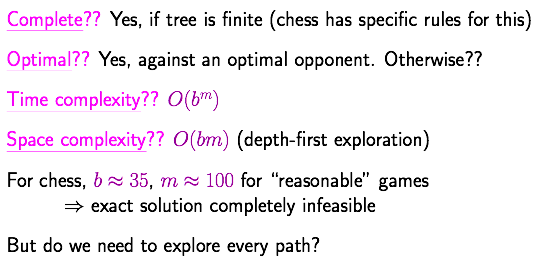 Complete?? Yes, if tree is finite (chess has specific rules for this)
Optimal?? Yes, against an optimal opponent. Otherwise??
Time complexity?? O(b^m)
Space complexity?? O(bm) (depth-first exploration)
For chess, b ≈ 35, m ≈ 100 for “reasonable” games
⇒ exact solution completely infeasible
But do we need to explore every path?